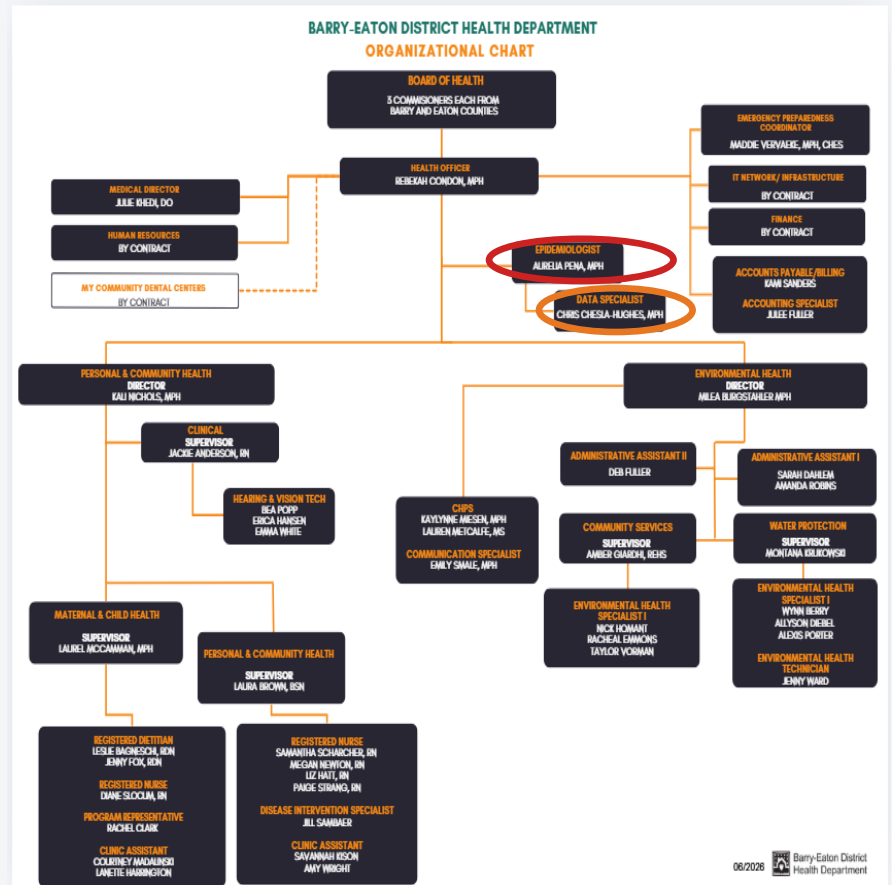 BARRY-EATON DISTRICT HEALTH DEPARTMENT
ORGANIZATIONAL CHART
BOARD OF HEALTH
3 COMMISIONERS EACH FROM
BARRY AND EATON COUNTIES
HEALTH OFFICER
REBEKAH CONDON, MPH
MEDICAL DIRECTOR
JULIE KHEDI, DO
HUMAN RESOURCES
BY CONTRACT
MY COMMUNITY DENTAL CENTERS
BY CONTRACT
EMERGENCY PREPAREDNESS
COORDINATOR
MADDIE VERVAEKE, MPH, CHES
IT NETWORK/ INFRASTRUCTURE
BY CONTRACT
FINANCE
BY CONTRACT
ACCOUNTS PAYABLE/BILLING
KAMI SANDERS
ACCOUNTING SPECIALIST
JULEE FULLER
EPIDEMIOLOGIST
AURELIA PENA, MPH
DATA SPECIALIST
CHRIS CHESLA-HUGHES, MPH
PERSONAL & COMMUNITY HEALTH
DIRECTOR
KALI NICHOLS, MPH
CLINICAL
SUPERVISOR
JACKIE ANDERSON, RN
HEARING & VISION TECH
BEA POPP
ERICA HANSEN
EMMA WHITE
MATERNAL & CHILD HEALTH
SUPERVISOR
LAUREL MCCAMMAN, MPH
PERSONAL & COMMUNITY HEALTH
SUPERVISOR
LAURA BROWN, BSN
REGISTERED DIETITIAN
LESLIE BAGNESCHI, RDN
JENNY FOX, RDN
REGISTERED NURSE
DIANE SLOCUM, RN
PROGRAM REPRESENTATIVE
RACHEL CLARK
CLINIC ASSISTANT
COURTNEY MADALINSKI
LANETTE HARRINGTON
REGISTERED NURSE
SAMANTHA SCHARCHER, RN
MEGAN NEWTON, RN
LIZ HATT, RN
PAIGE STRANG, RN
DISEASE INTERVENTION SPECIALIST
JILL SAMBAER
CLINIC ASSISTANT
SAVANNAH KISON
AMY WRIGHT
ENVIRONMENTAL HEALTH
DIRECTOR
MILEA BURGSTAHLER MPH
CHPS
KAYLYNNE MIESEN, MPH
LAUREN METCALFE, MS
COMMUNICATION SPECIALIST
EMILY SMALE, MPH
ADMINISTRATIVE ASSISTANT II
DEB FULLER
ADMINISTRATIVE ASSISTANT I
SARAH DAHLEM
AMANDA ROBINS
COMMUNITY SERVICES
SUPERVISOR
AMBER GIARDHI, REHS
WATER PROTECTION
SUPERVISOR
MONTANA KRUKOWSKI
ENVIRONMENTAL HEALTH
SPECIALIST I
NICK HOMANT
RACHEAL EMMONS
TAYLOR VORMAN
ENVIRONMENTAL HEALTH
SPECIALIST I
WYNN BERRY
ALLYSON DIEBEL
ALEXIS PORTER
ENVIRONMENTAL HEALTH
TECHNICIAN
JENNY WARD
06/2026
Barry-Eaton District
Health Department